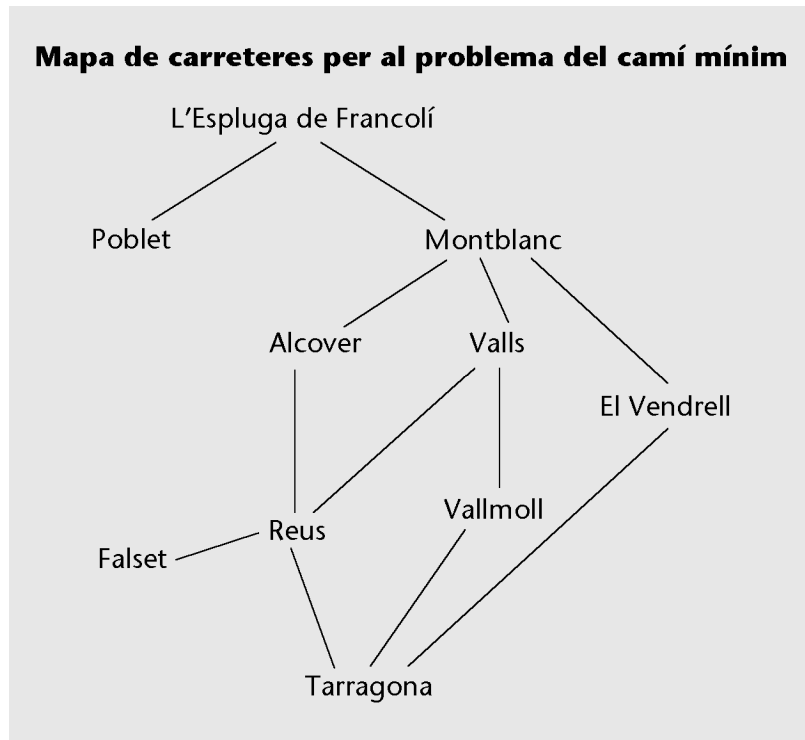 Mapa de carreteres per al problema del camí mínim
L'Espluga de Francolí
Poblet
Montblanc
Alcover
Valls
El Vendrell
Vallmoll
Reus
Falset
Tarragona